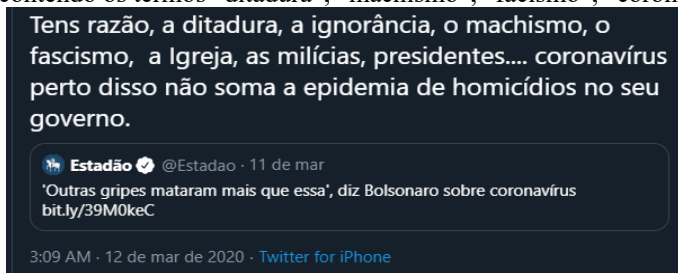 Tens razão, a ditadura, a ignorância, o machismo, o
fascismo,  a Igreja, as milícias, presidentes.... coronavírus
perto disso não soma a epidemia de homicídios no seu
governo.
Estadão @Estadao · 11 de mar
'Outras gripes mataram mais que essa', diz Bolsonaro sobre coronavírus
bit.ly/39M0keC
3:09 AM · 12 de mar de 2020 · Twitter for iPhone